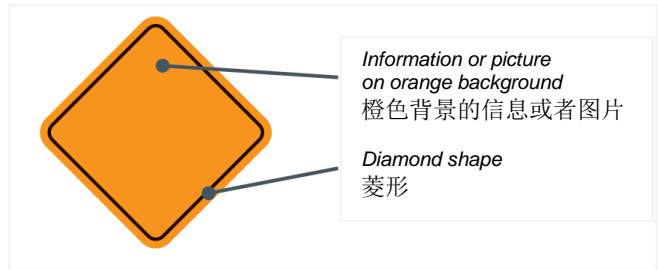 Information or picture
on orange background
橙色背景的信息或者图片
Diamond shape
菱形